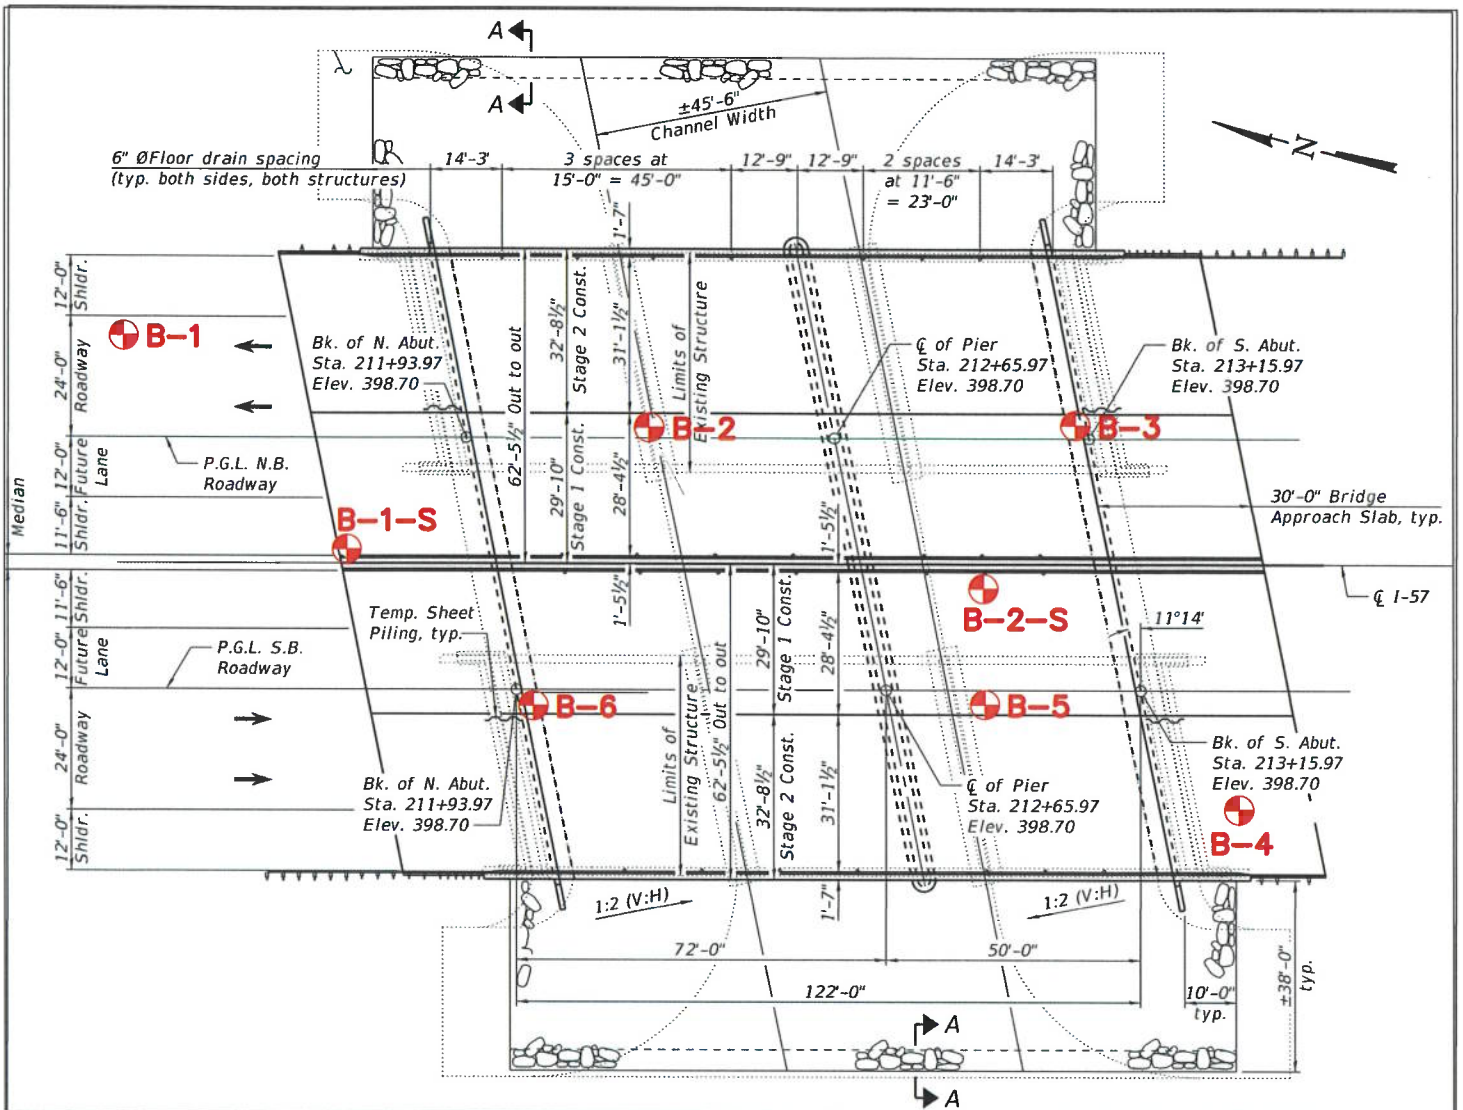 A
A
±45'-6"
Channel Width
N
6" ØFloor drain spacing
(typ. both sides, both structures)
14'-3"
3 spaces at
15'-0" = 45'-0"
12'-9"
12'-9"
2 spaces
at 11'-6"
= 23'-0"
14'-3"
1'-7"
12'-0"
Shldr.
24'-0"
Roadway
12'-0"
Future
Lane
11'-6"
Shldr.
Median
B-1
Bk. of N. Abut.
Sta. 211+93.97
Elev. 398.70
62'-5½" Out to out
32'-8½"
Stage 2 Const.
31'-1½"
Limits of
Existing Structure
29'-10"
Stage 1 Const.
28'-4½"
℄ of Pier
Sta. 212+65.97
Elev. 398.70
Bk. of S. Abut.
Sta. 213+15.97
Elev. 398.70
B-2
B-3
P.G.L. N.B.
Roadway
30'-0" Bridge
Approach Slab, typ.
B-1-S
1'-5½"
1'-5½"
℄ I-57
11'-6"
Shldr.
12'-0"
Future
Lane
24'-0"
Roadway
12'-0"
Shldr.
Temp. Sheet
Piling, typ.
P.G.L. S.B.
Roadway
B-2-S
11°14'
29'-10"
Stage 1 Const.
28'-4½"
B-6
B-5
Limits of
Existing Structure
62'-5½" Out to out
32'-8½"
Stage 2 Const.
31'-1½"
Bk. of N. Abut.
Sta. 211+93.97
Elev. 398.70
℄ of Pier
Sta. 212+65.97
Elev. 398.70
Bk. of S. Abut.
Sta. 213+15.97
Elev. 398.70
B-4
1:2 (V:H)
1'-7"
1:2 (V:H)
72'-0"
50'-0"
122'-0"
10'-0"
typ.
±38'-0"
typ.
A
A